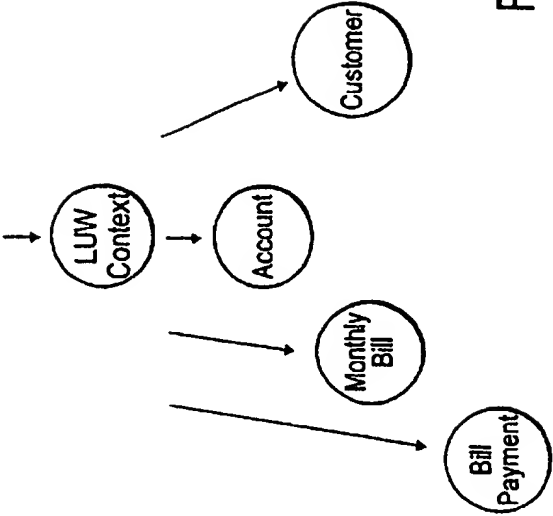 LUW
Context
Customer
Account
Monthly
Bill
Bill
Payment